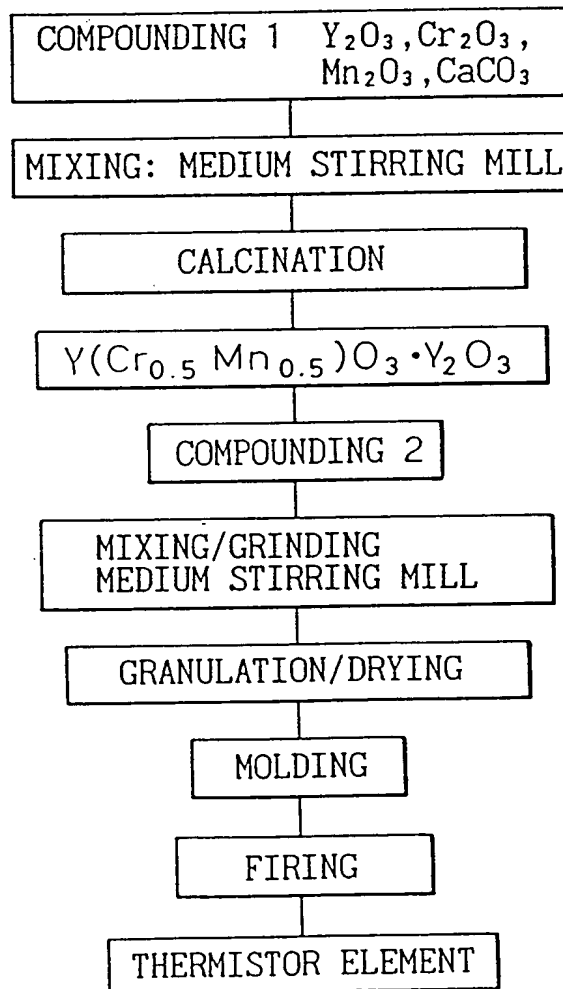 COMPOUNDING 1 Y₂O₃,Cr₂O₃,
Mn₂O₃,CaCO₃
MIXING: MEDIUM STIRRING MILL
CALCINATION
Y(Cr₀.₅ Mn₀.₅)O₃·Y₂O₃
COMPOUNDING 2
MIXING/GRINDING
MEDIUM STIRRING MILL
GRANULATION/DRYING
MOLDING
FIRING
THERMISTOR ELEMENT